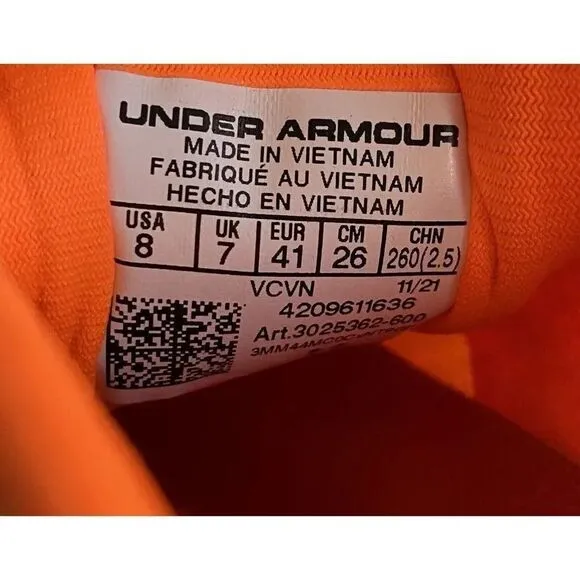 UNDER ARMOUR
MADE IN VIETNAM
FABRIQUÉ AU VIETNAM
HECHO EN VIETNAM
USA UK EUR CM CHN
8 7 41 26 260(2.5)
VCVN 11/21
4209611636
Art.3025362-600